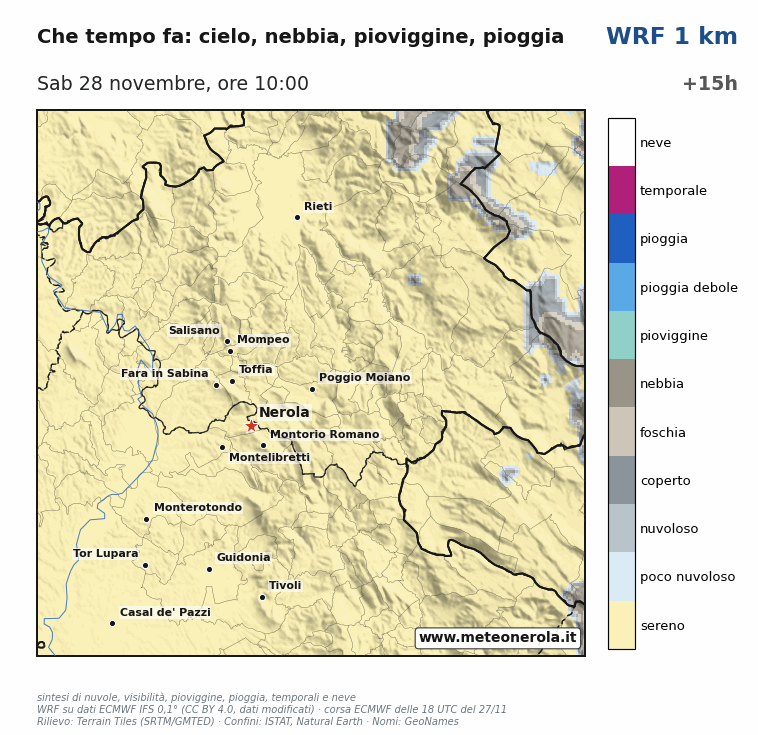 Che tempo fa: cielo, nebbia, pioviggine, pioggia
WRF 1 km
Sab 28 novembre, ore 10:00
+15h
Rieti
Salisano
Mompeo
Fara in Sabina
Toffia
Poggio Moiano
Nerola
Montorio Romano
Montelibretti
Monterotondo
Tor Lupara
Guidonia
Tivoli
Casal de' Pazzi
www.meteonerola.it
neve
temporale
pioggia
pioggia debole
pioviggine
nebbia
foschia
coperto
nuvoloso
poco nuvoloso
sereno
sintesi di nuvole, visibilità, pioviggine, pioggia, temporali e neve
WRF su dati ECMWF IFS 0,1° (CC BY 4.0, dati modificati) · corsa ECMWF delle 18 UTC del 27/11
Rilievo: Terrain Tiles (SRTM/GMTED) · Confini: ISTAT, Natural Earth · Nomi: GeoNames